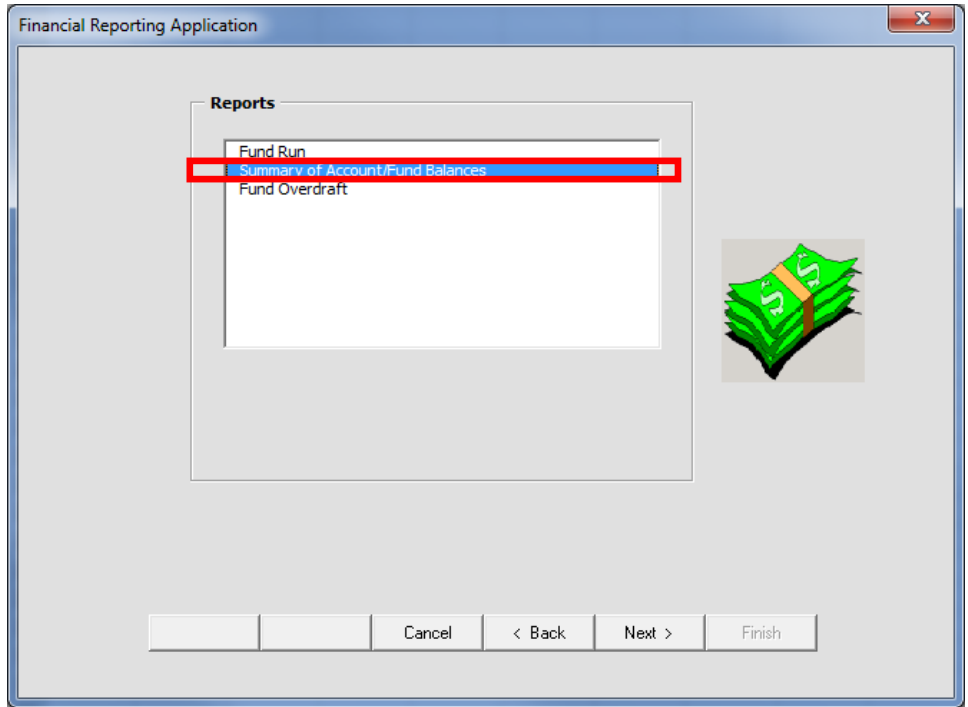 Financial Reporting Application
Reports
Fund Run
Summary of Account/Fund Balances
Fund Overdraft
Cancel
< Back
Next >
Finish